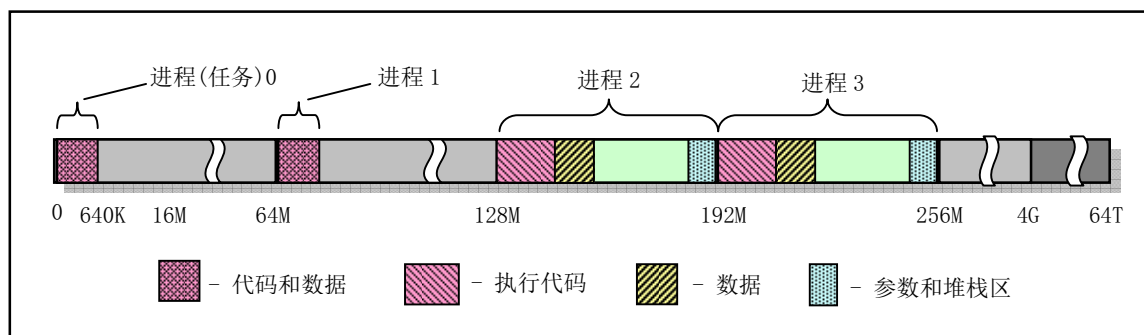 进程(任务)0 进程 1 进程 2 进程 3
0 640K 16M 64M 128M 192M 256M 4G 64T
- 代码和数据 - 执行代码 - 数据 - 参数和堆栈区